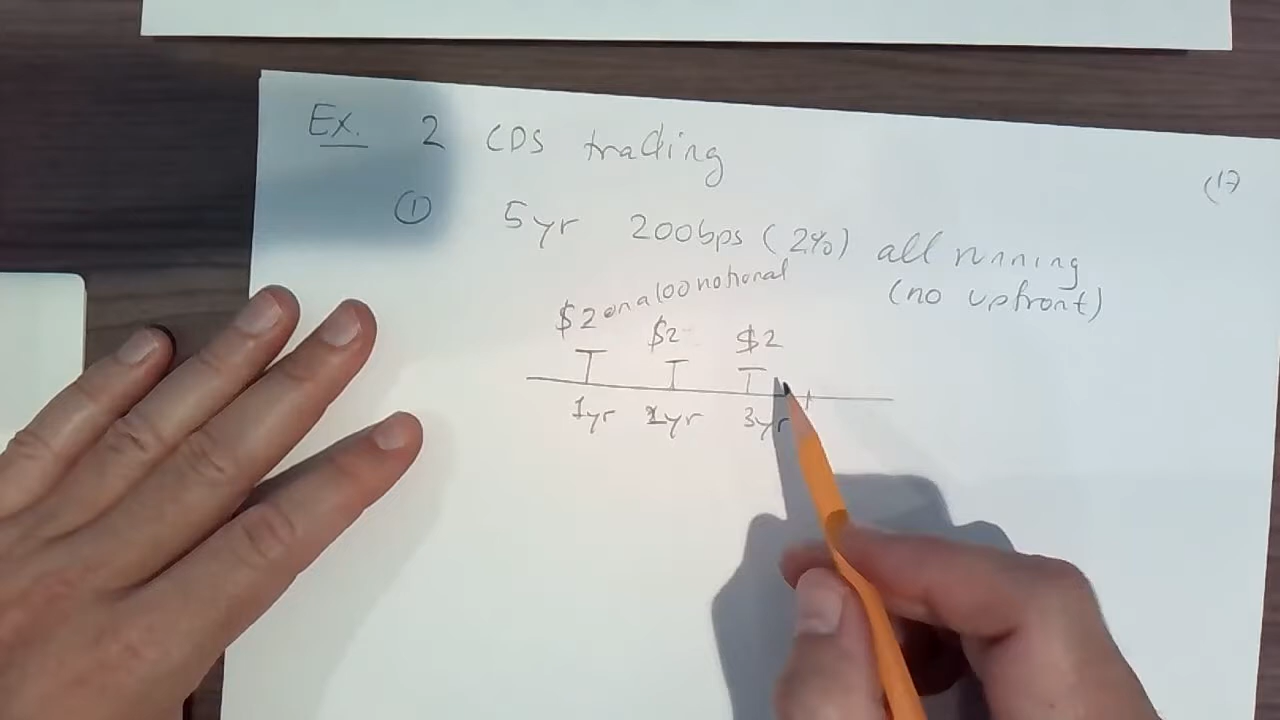 Ex. 2 CDS trading
(17
① 5yr 200bps (2%) all running
(no upfront)
$2 on a 100 notional $2 $2
1yr 2yr 3yr